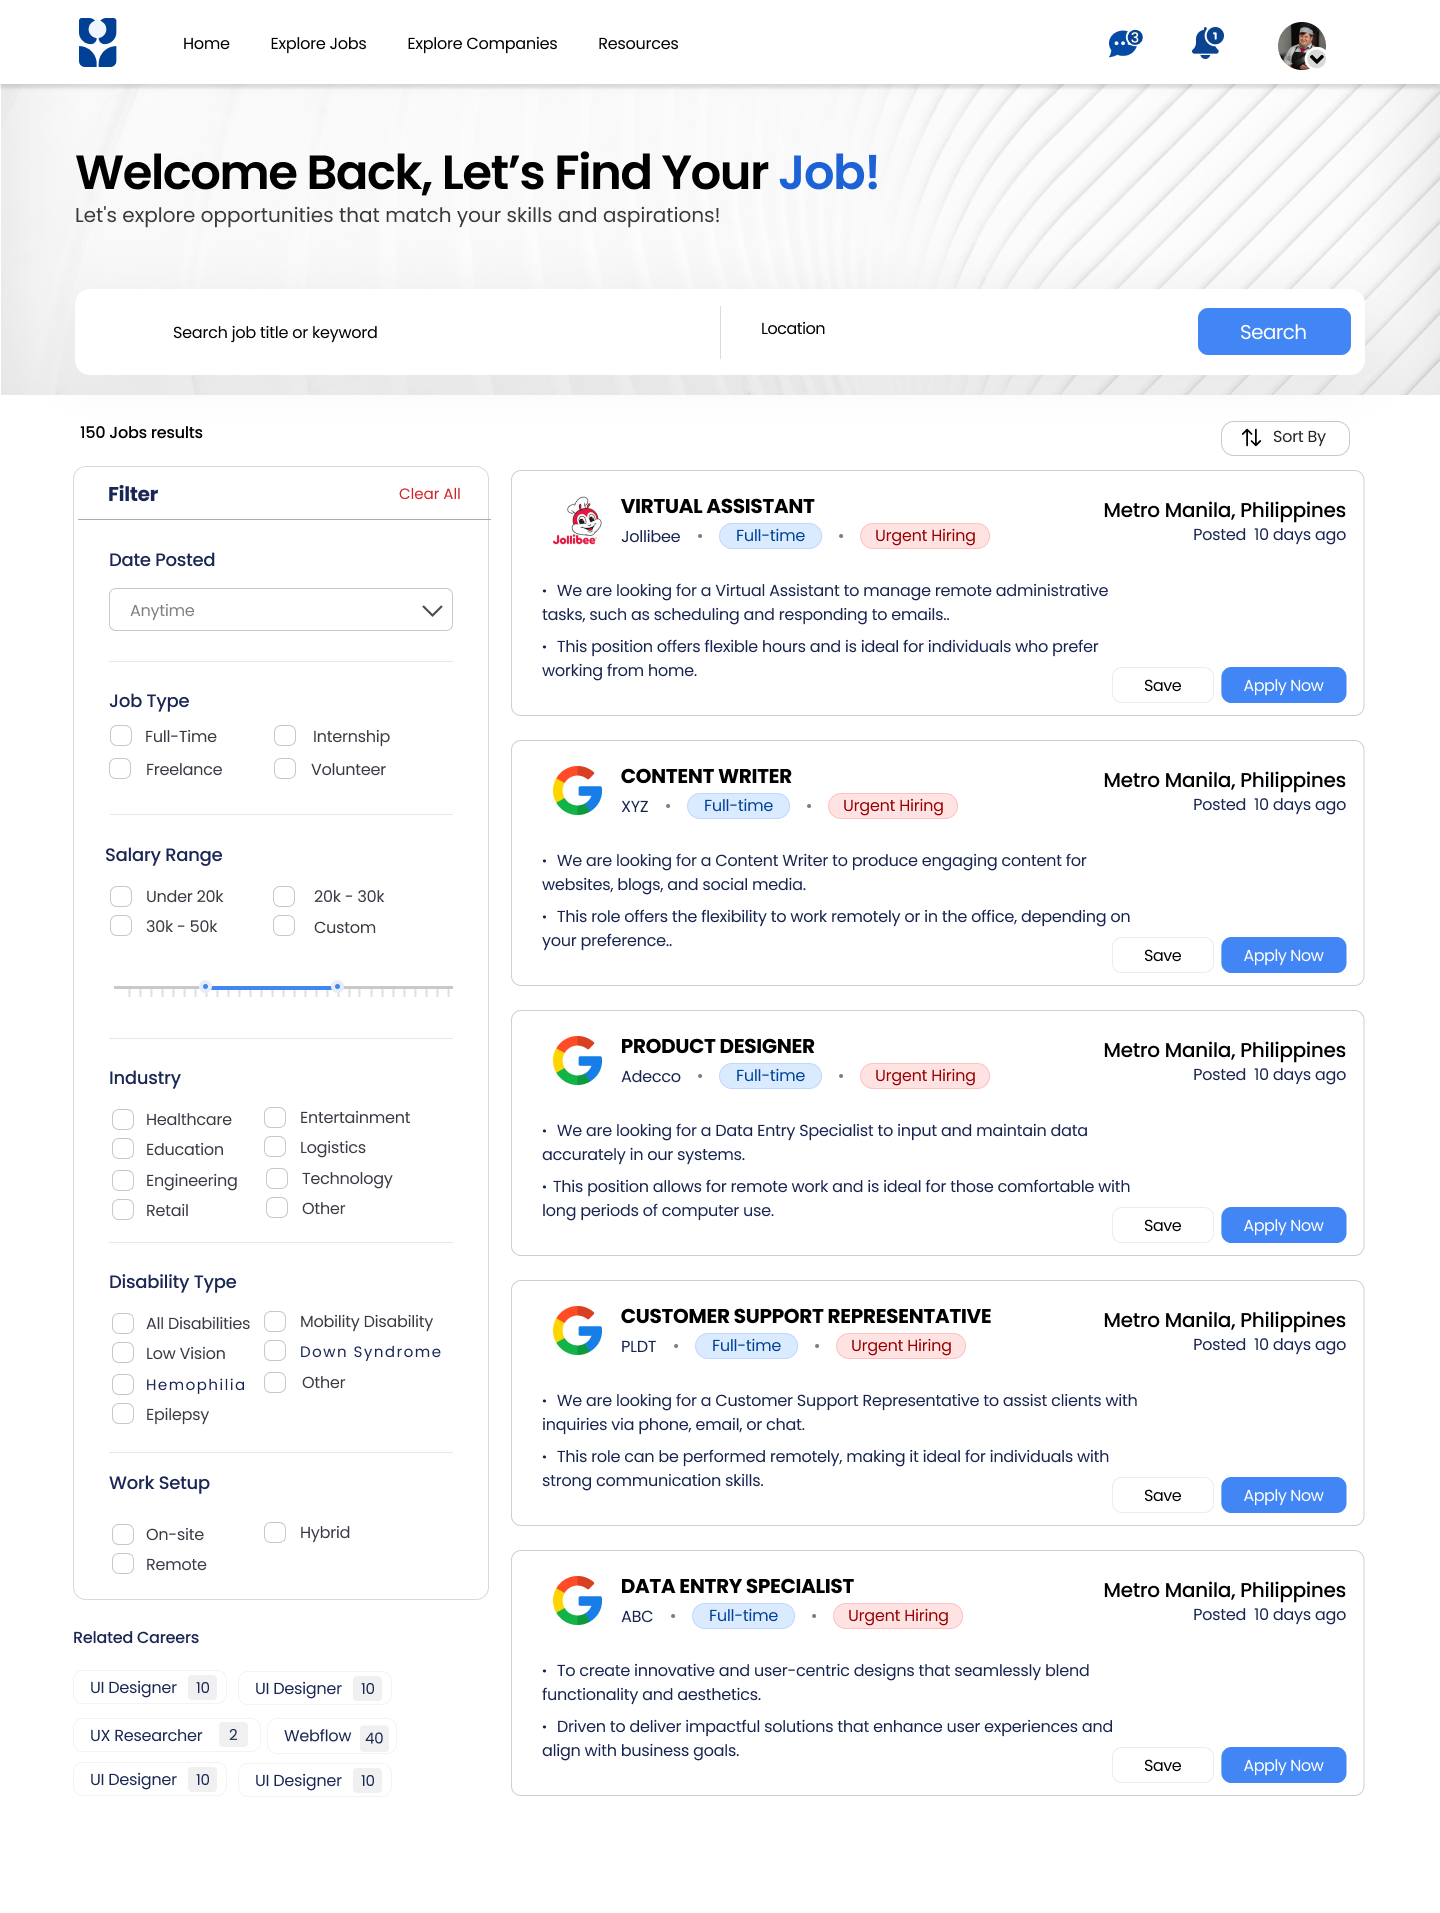 Home Explore Jobs Explore Companies Resources 3 1
Welcome Back, Let's Find Your Job!
Let's explore opportunities that match your skills and aspirations!
Search job title or keyword Location Search
150 Jobs results Sort By
Filter Clear All
Date Posted
Anytime
Job Type
Full-Time Internship
Freelance Volunteer
Salary Range
Under 20k 20k - 30k
30k - 50k Custom
Industry
Healthcare Entertainment
Education Logistics
Engineering Technology
Retail Other
Disability Type
All Disabilities Mobility Disability
Low Vision Down Syndrome
Hemophilia Other
Epilepsy
Work Setup
On-site Hybrid
Remote
Related Careers
UI Designer 10 UI Designer 10
UX Researcher 2 Webflow 40
UI Designer 10 UI Designer 10
Jollibee
VIRTUAL ASSISTANT Metro Manila, Philippines
Jollibee • Full-time • Urgent Hiring Posted 10 days ago
• We are looking for a Virtual Assistant to manage remote administrative
tasks, such as scheduling and responding to emails..
• This position offers flexible hours and is ideal for individuals who prefer
working from home.
Save Apply Now
CONTENT WRITER Metro Manila, Philippines
XYZ • Full-time • Urgent Hiring Posted 10 days ago
• We are looking for a Content Writer to produce engaging content for
websites, blogs, and social media.
• This role offers the flexibility to work remotely or in the office, depending on
your preference..
Save Apply Now
PRODUCT DESIGNER Metro Manila, Philippines
Adecco • Full-time • Urgent Hiring Posted 10 days ago
• We are looking for a Data Entry Specialist to input and maintain data
accurately in our systems.
• This position allows for remote work and is ideal for those comfortable with
long periods of computer use.
Save Apply Now
CUSTOMER SUPPORT REPRESENTATIVE Metro Manila, Philippines
PLDT • Full-time • Urgent Hiring Posted 10 days ago
• We are looking for a Customer Support Representative to assist clients with
inquiries via phone, email, or chat.
• This role can be performed remotely, making it ideal for individuals with
strong communication skills.
Save Apply Now
DATA ENTRY SPECIALIST Metro Manila, Philippines
ABC • Full-time • Urgent Hiring Posted 10 days ago
• To create innovative and user-centric designs that seamlessly blend
functionality and aesthetics.
• Driven to deliver impactful solutions that enhance user experiences and
align with business goals.
Save Apply Now